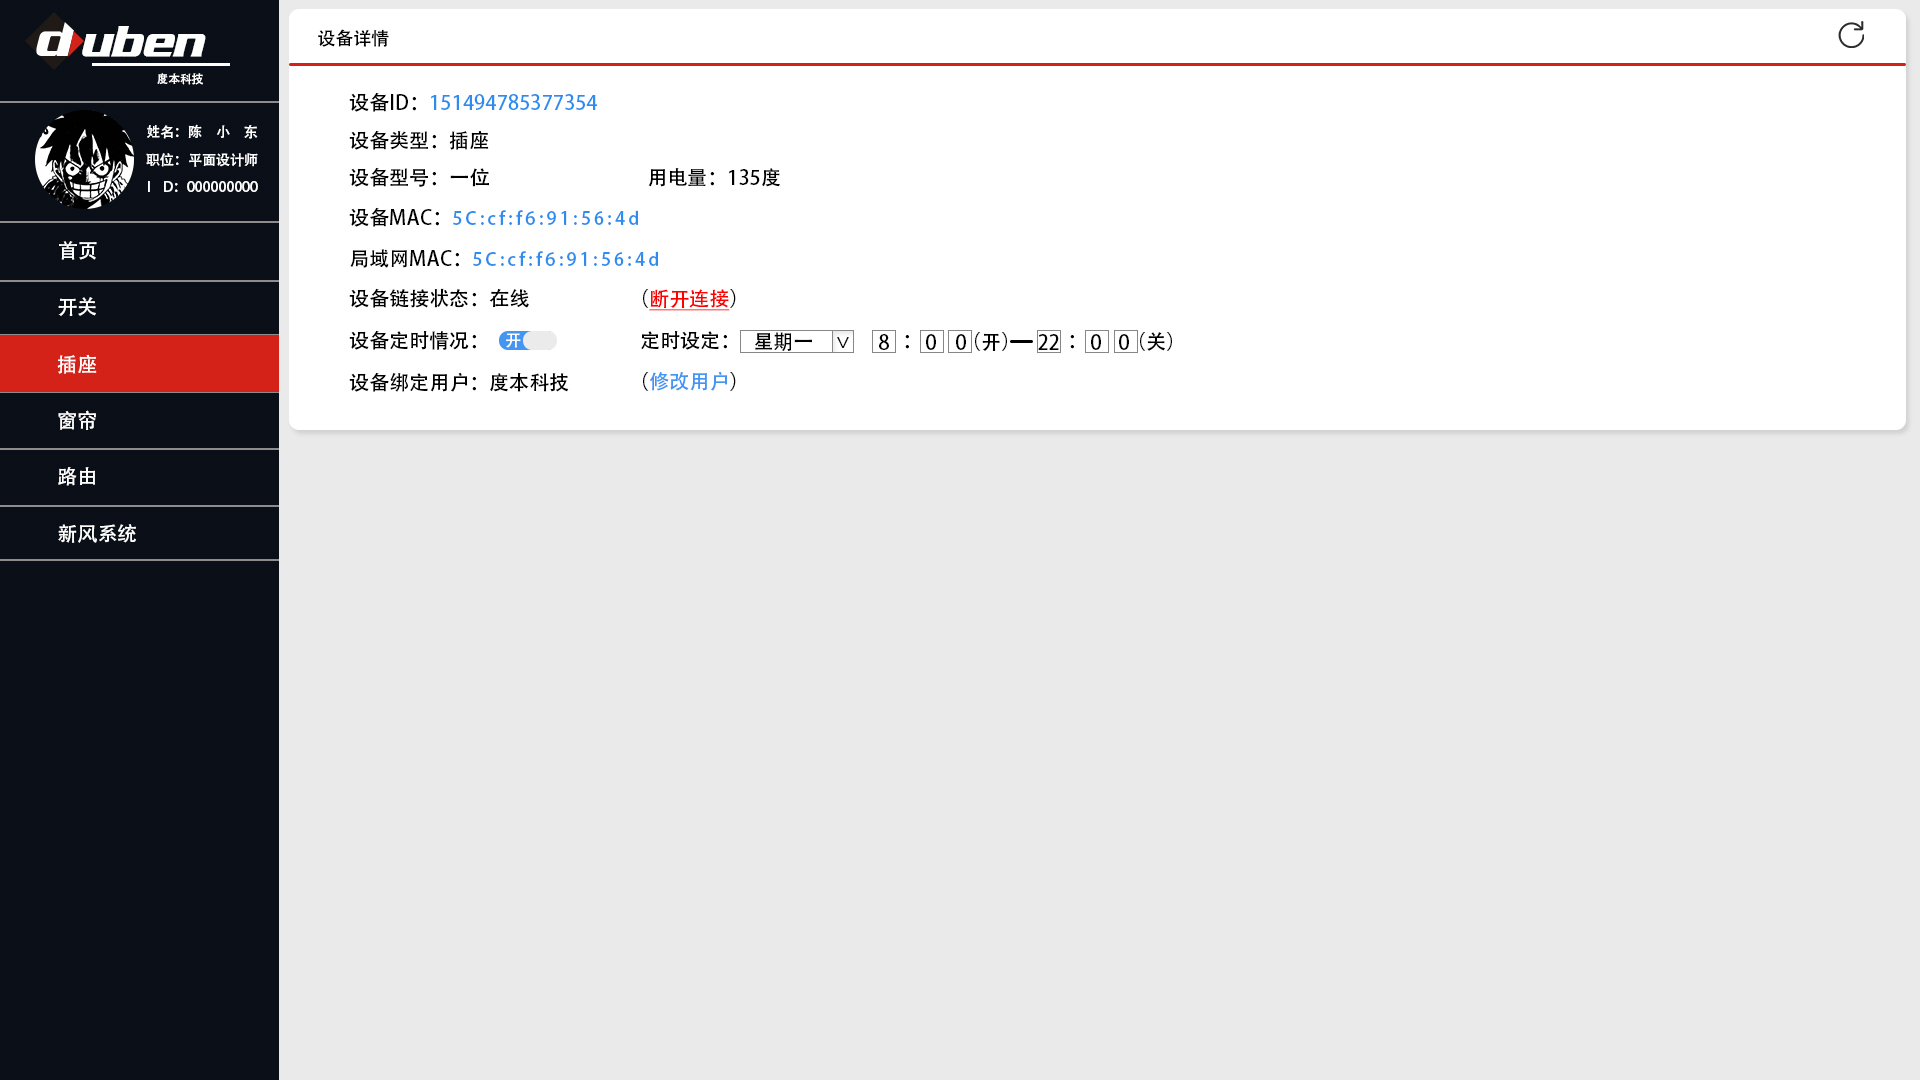 duben
度本科技
姓名：陈 小 东
职位：平面设计师
I D：000000000
首页
开关
插座
窗帘
路由
新风系统
设备详情
设备ID：151494785377354
设备类型：插座
设备型号：一位 用电量：135度
设备MAC：5C:cf:f6:91:56:4d
局域网MAC：5C:cf:f6:91:56:4d
设备链接状态：在线 （断开连接）
设备定时情况： 开 定时设定：星期一 8 ：0 0（开）—22 ：0 0（关）
设备绑定用户：度本科技 （修改用户）